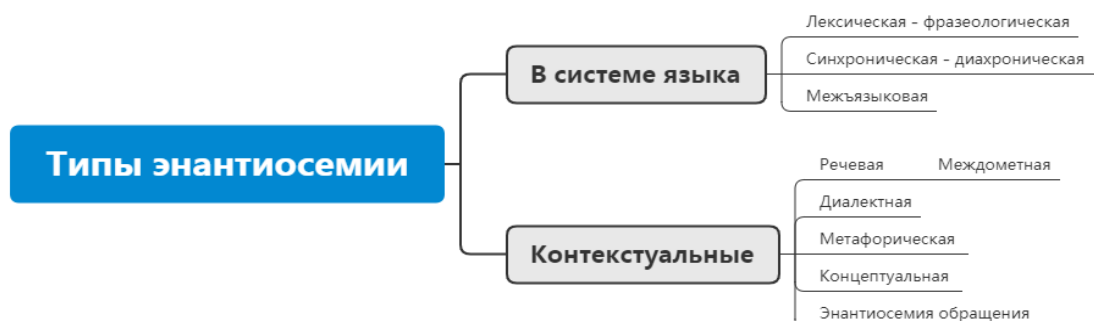 Лексическая - фразеологическая
Синхроническая - диахроническая
В системе языка
Межъязыковая
Типы энантиосемии
Речевая Междометная
Диалектная
Метафорическая
Контекстуальные
Концептуальная
Энантиосемия обращения